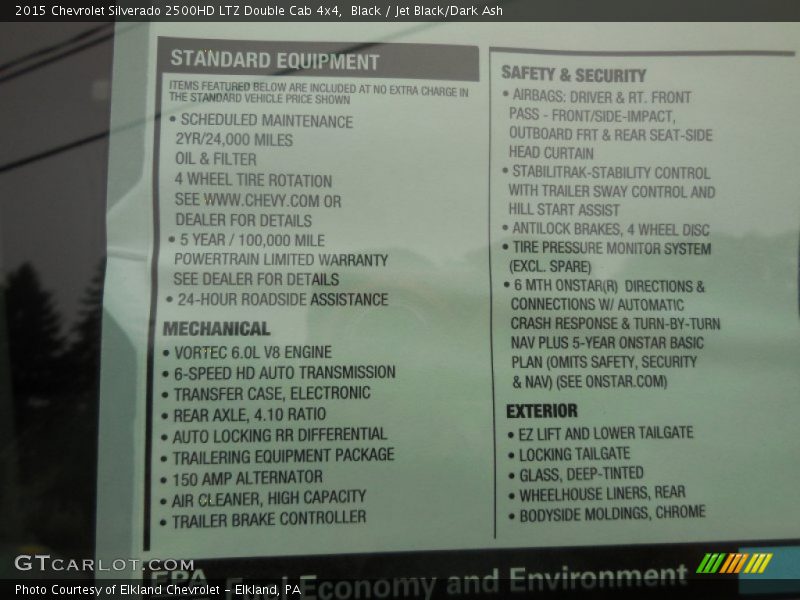 2015 Chevrolet Silverado 2500HD LTZ Double Cab 4x4,  Black / Jet Black/Dark Ash
STANDARD EQUIPMENT
ITEMS FEATURED BELOW ARE INCLUDED AT NO EXTRA CHARGE IN
THE STANDARD VEHICLE PRICE SHOWN
• SCHEDULED MAINTENANCE
2YR/24,000 MILES
OIL & FILTER
4 WHEEL TIRE ROTATION
SEE WWW.CHEVY.COM OR
DEALER FOR DETAILS
• 5 YEAR / 100,000 MILE
POWERTRAIN LIMITED WARRANTY
SEE DEALER FOR DETAILS
• 24-HOUR ROADSIDE ASSISTANCE
MECHANICAL
• VORTEC 6.0L V8 ENGINE
• 6-SPEED HD AUTO TRANSMISSION
• TRANSFER CASE, ELECTRONIC
• REAR AXLE, 4.10 RATIO
• AUTO LOCKING RR DIFFERENTIAL
• TRAILERING EQUIPMENT PACKAGE
• 150 AMP ALTERNATOR
• AIR CLEANER, HIGH CAPACITY
• TRAILER BRAKE CONTROLLER
SAFETY & SECURITY
• AIRBAGS: DRIVER & RT. FRONT
PASS - FRONT/SIDE-IMPACT,
OUTBOARD FRT & REAR SEAT-SIDE
HEAD CURTAIN
• STABILITRAK-STABILITY CONTROL
WITH TRAILER SWAY CONTROL AND
HILL START ASSIST
• ANTILOCK BRAKES, 4 WHEEL DISC
• TIRE PRESSURE MONITOR SYSTEM
(EXCL. SPARE)
• 6 MTH ONSTAR(R) DIRECTIONS &
CONNECTIONS W/ AUTOMATIC
CRASH RESPONSE & TURN-BY-TURN
NAV PLUS 5-YEAR ONSTAR BASIC
PLAN (OMITS SAFETY, SECURITY
& NAV) (SEE ONSTAR.COM)
EXTERIOR
• EZ LIFT AND LOWER TAILGATE
• LOCKING TAILGATE
• GLASS, DEEP-TINTED
• WHEELHOUSE LINERS, REAR
• BODYSIDE MOLDINGS, CHROME
EPA Fuel Economy and Environment
GTCARLOT.COM
Photo Courtesy of Elkland Chevrolet - Elkland, PA